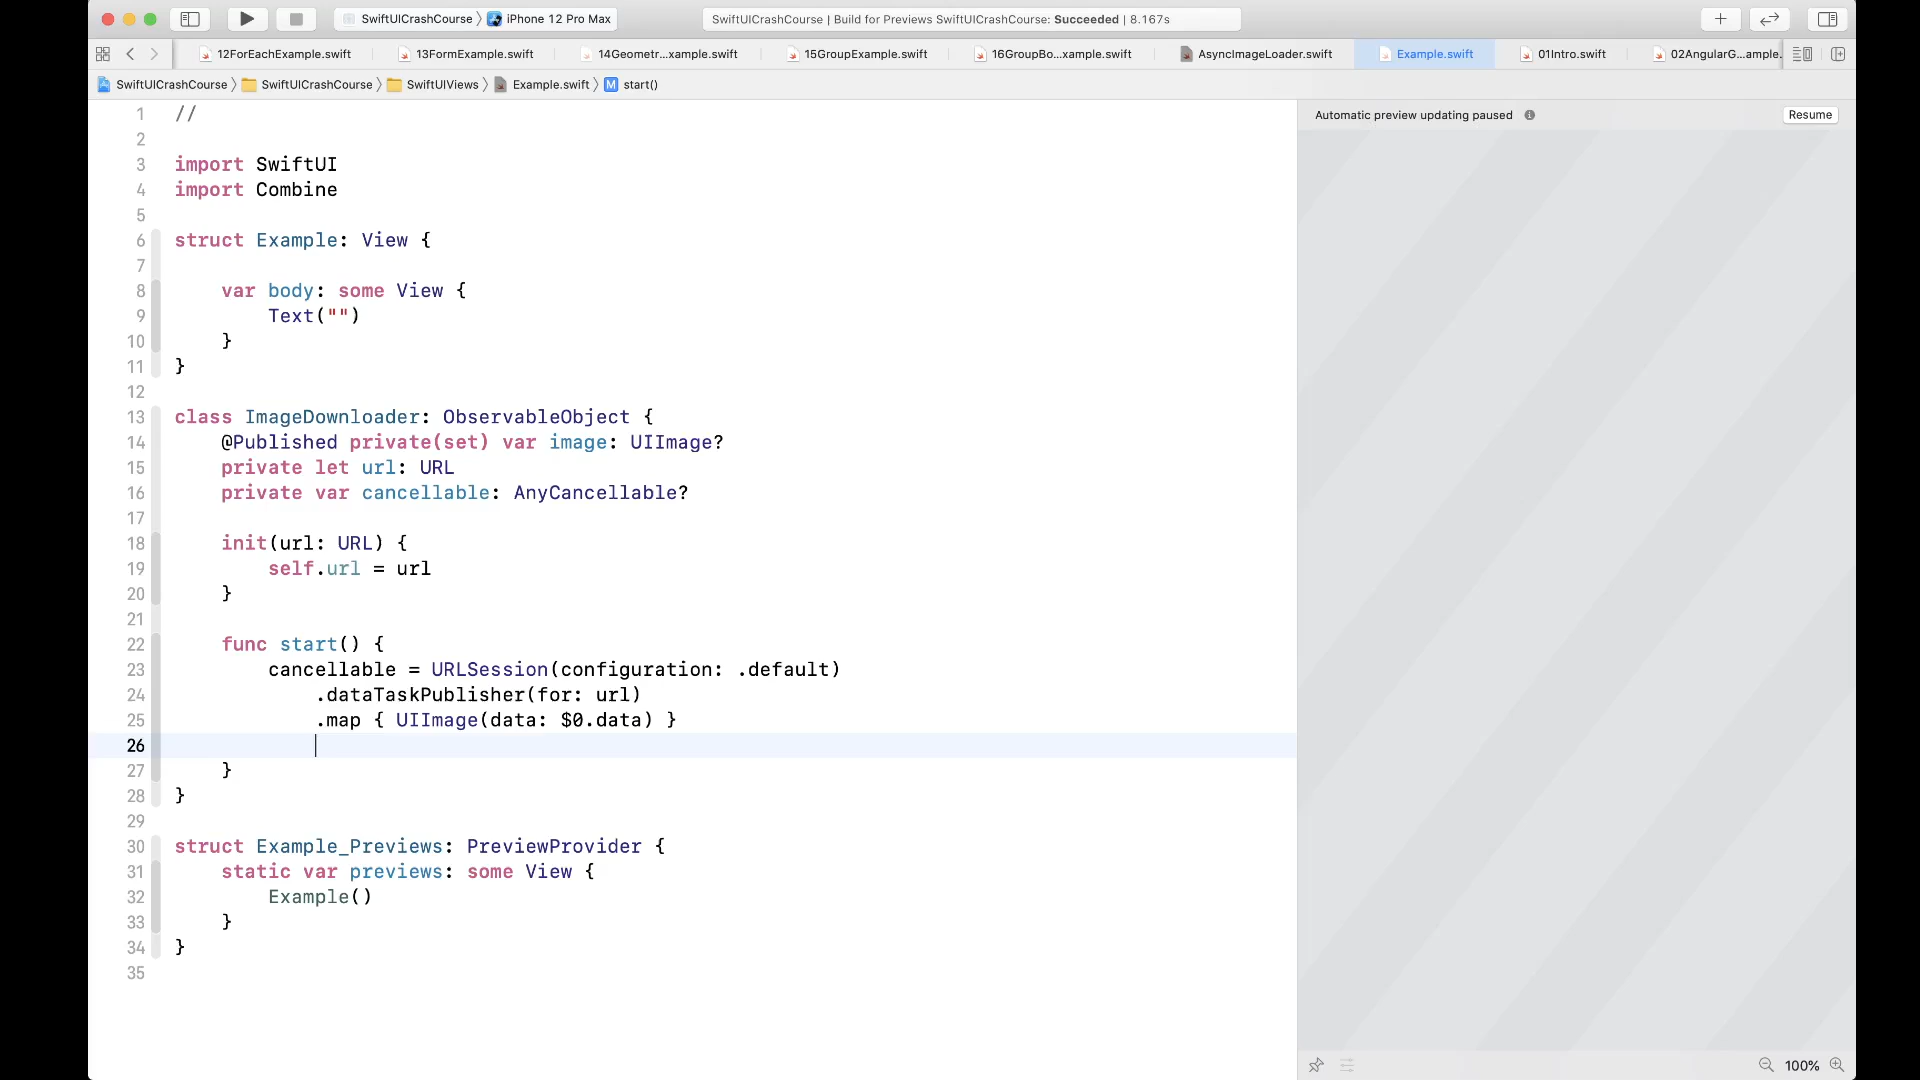 SwiftUICrashCourse 〉 iPhone 12 Pro Max
SwiftUICrashCourse | Build for Previews SwiftUICrashCourse: Succeeded | 8.167s
12ForEachExample.swift 13FormExample.swift 14Geometr...xample.swift 15GroupExample.swift 16GroupBo...xample.swift AsyncImageLoader.swift Example.swift 01Intro.swift 02AngularG...ample.
SwiftUICrashCourse 〉 SwiftUICrashCourse 〉 SwiftUIViews 〉 Example.swift 〉 M start()
Automatic preview updating paused Resume
1 //
2
3 import SwiftUI
4 import Combine
5
6 struct Example: View {
7
8 var body: some View {
9 Text("")
10 }
11 }
12
13 class ImageDownloader: ObservableObject {
14 @Published private(set) var image: UIImage?
15 private let url: URL
16 private var cancellable: AnyCancellable?
17
18 init(url: URL) {
19 self.url = url
20 }
21
22 func start() {
23 cancellable = URLSession(configuration: .default)
24 .dataTaskPublisher(for: url)
25 .map { UIImage(data: $0.data) }
26
27 }
28 }
29
30 struct Example_Previews: PreviewProvider {
31 static var previews: some View {
32 Example()
33 }
34 }
35
100%